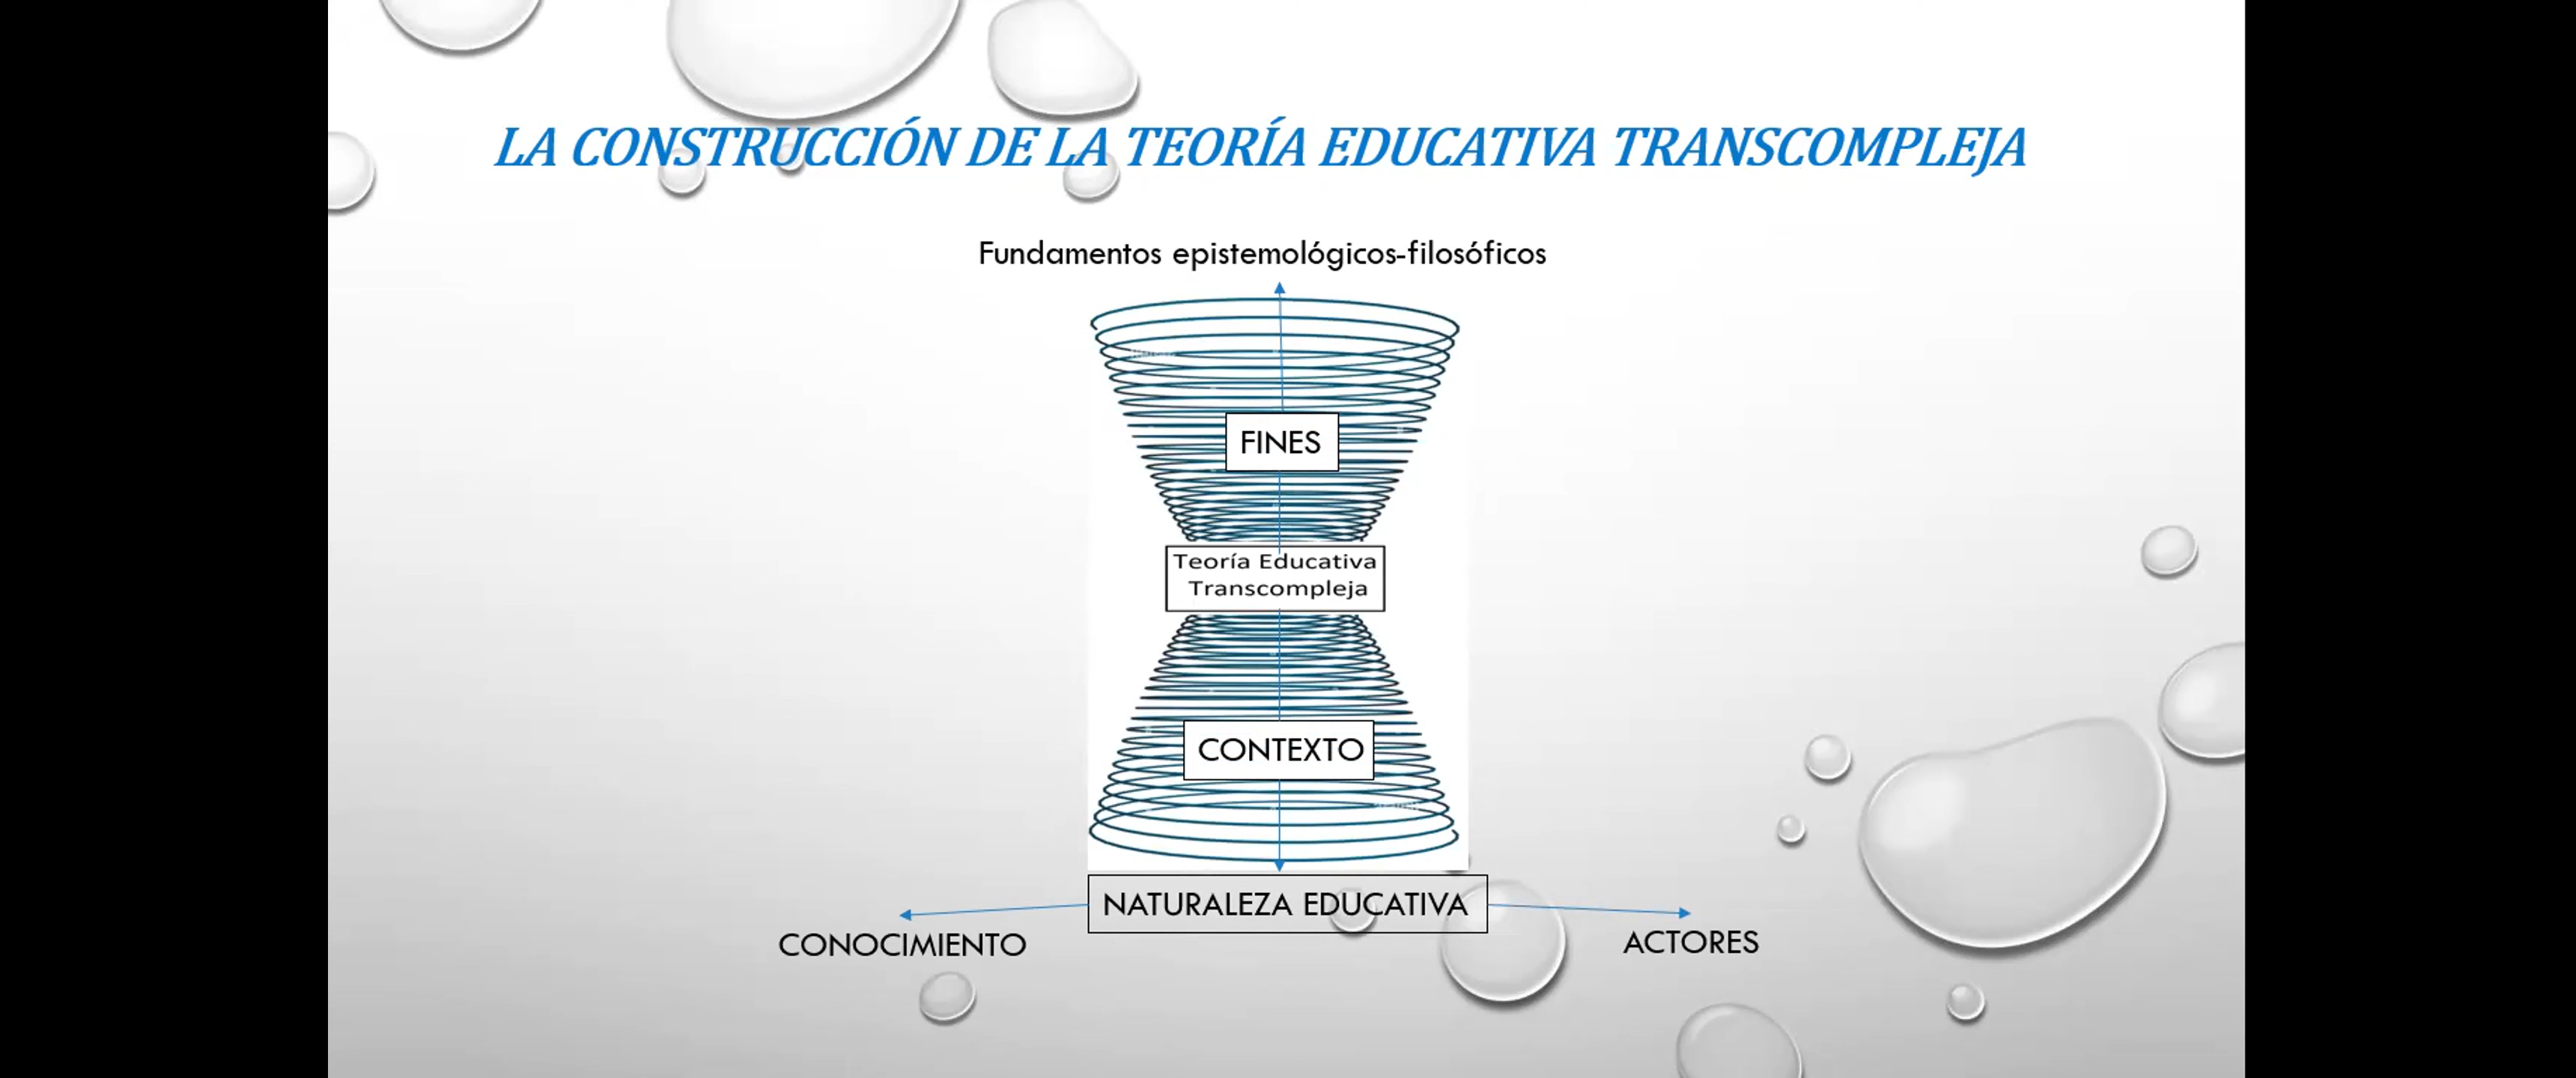 LA CONSTRUCCIÓN DE LA TEORÍA EDUCATIVA TRANSCOMPLEJA
Fundamentos epistemológicos-filosóficos
FINES
Teoría Educativa
Transcompleja
CONTEXTO
NATURALEZA EDUCATIVA
CONOCIMIENTO
ACTORES